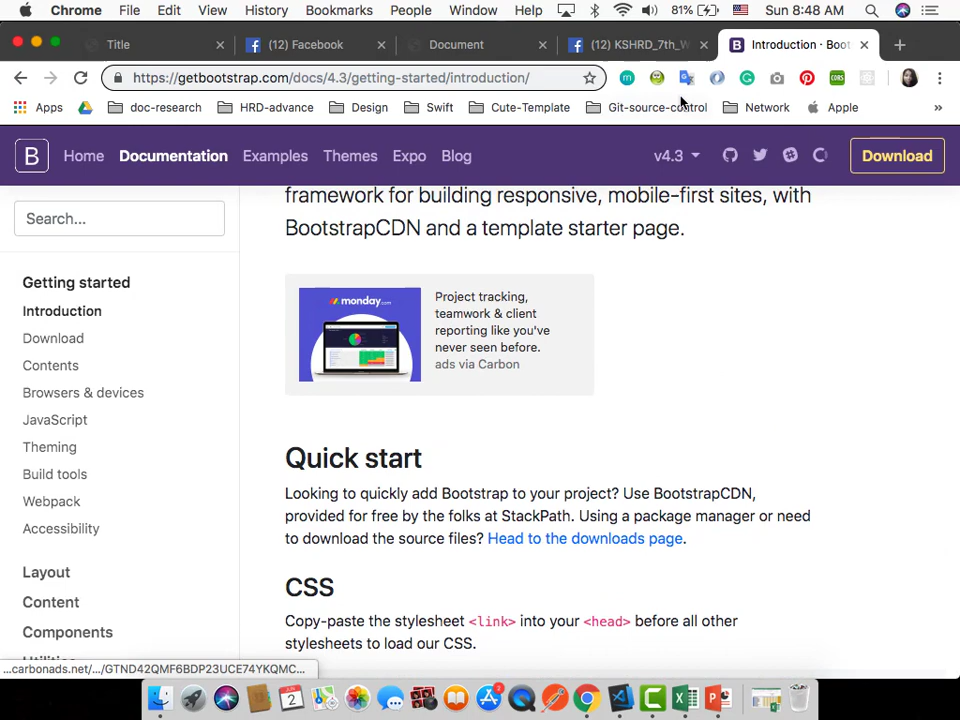 Chrome File Edit View History Bookmarks People Window Help 81% Sun 8:48 AM
Title (12) Facebook Document (12) KSHRD_7th_W Introduction · Boot
https://getbootstrap.com/docs/4.3/getting-started/introduction/
Apps doc-research HRD-advance Design Swift Cute-Template Git-source-control Network Apple »
B Home Documentation Examples Themes Expo Blog v4.3 Download
Search...
Getting started
Introduction
Download
Contents
Browsers & devices
JavaScript
Theming
Build tools
Webpack
Accessibility
Layout
Content
Components
framework for building responsive, mobile-first sites, with
BootstrapCDN and a template starter page.
monday.com
Project tracking,
teamwork & client
reporting like you've
never seen before.
ads via Carbon
Quick start
Looking to quickly add Bootstrap to your project? Use BootstrapCDN,
provided for free by the folks at StackPath. Using a package manager or need
to download the source files? Head to the downloads page.
CSS
Copy-paste the stylesheet <link> into your <head> before all other
stylesheets to load our CSS.
...carbonads.net/.../GTND42QMF6BDP23UCE74YKQMC...